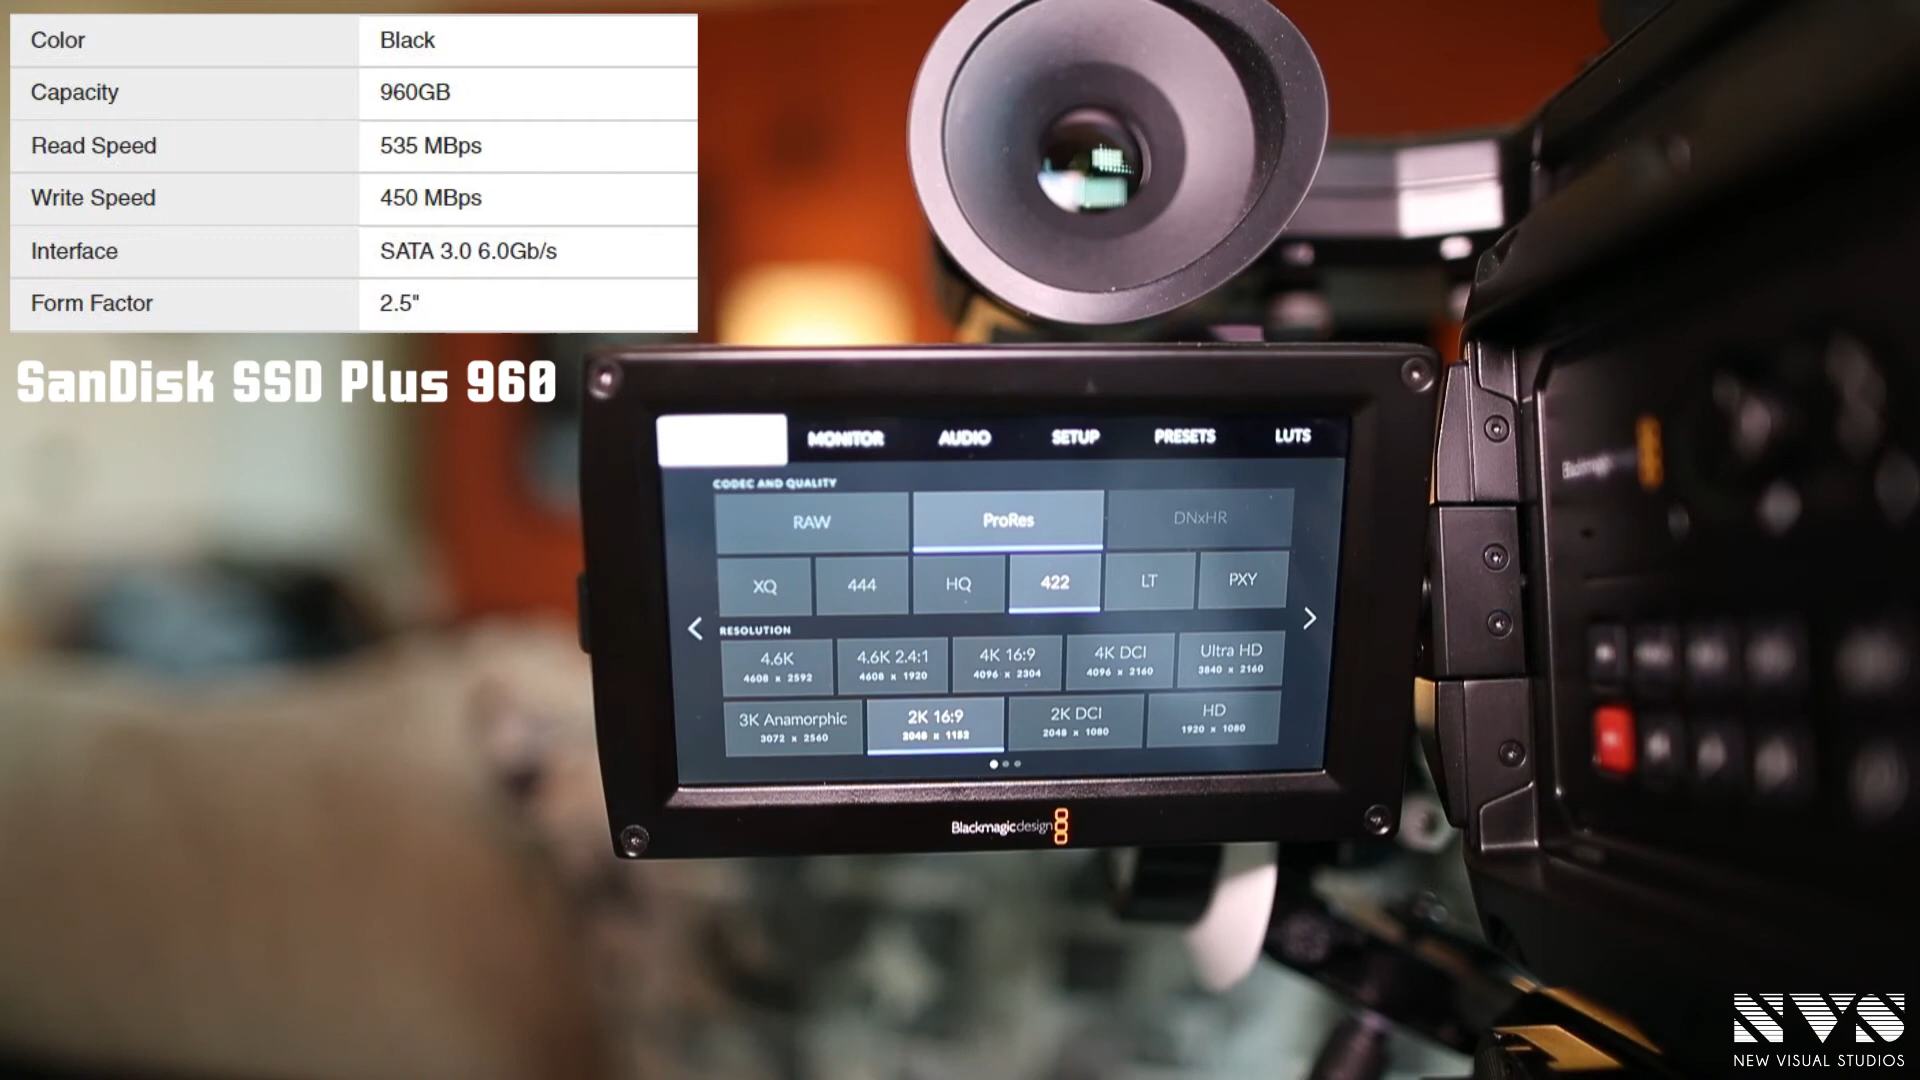 Color Black
Capacity 960GB
Read Speed 535 MBps
Write Speed 450 MBps
Interface SATA 3.0 6.0Gb/s
Form Factor 2.5"
SanDisk SSD Plus 960
MONITOR AUDIO SETUP PRESETS LUTS
CODEC AND QUALITY
RAW ProRes DNxHR
XQ 444 HQ 422 LT PXY
RESOLUTION
4.6K 4.6K 2.4:1 4K 16:9 4K DCI Ultra HD
4608 x 2592 4608 x 1920 4096 x 2304 4096 x 2160 3840 x 2160
3K Anamorphic 2K 16:9 2K DCI HD
3072 x 2560 2048 x 1152 2048 x 1080 1920 x 1080
Blackmagicdesign
NVS
NEW VISUAL STUDIOS